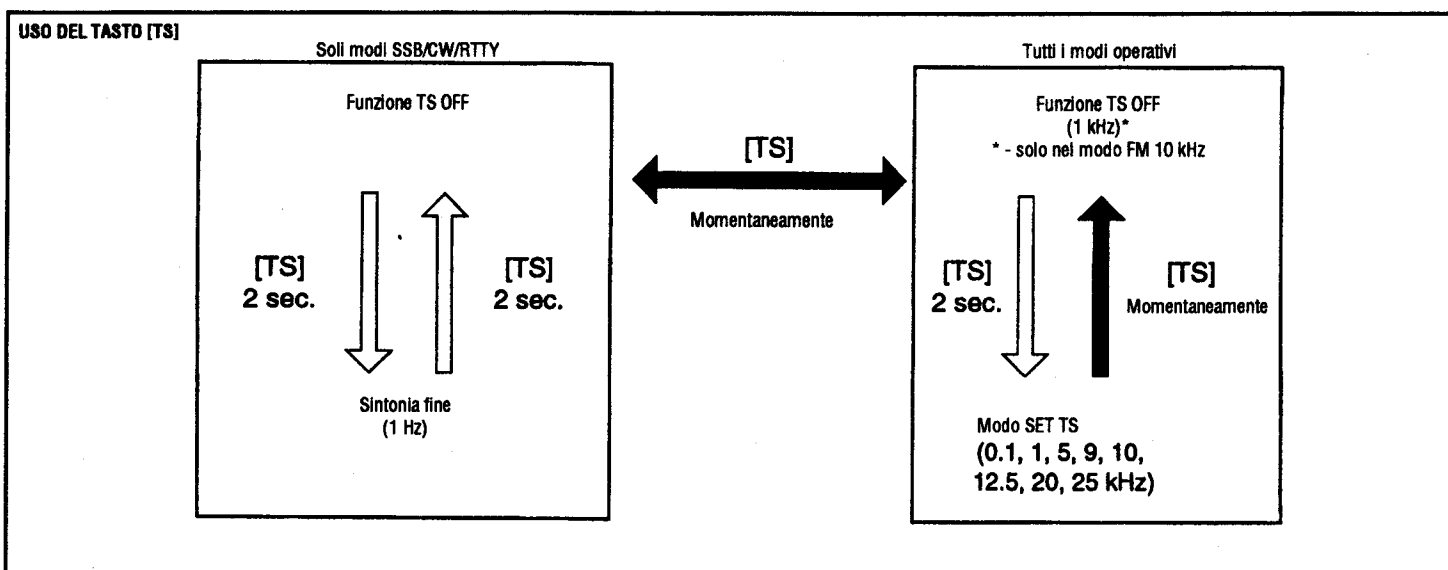 USO DEL TASTO [TS]
Soli modi SSB/CW/RTTY
Funzione TS OFF
[TS]
2 sec.
[TS]
2 sec.
Sintonia fine
(1 Hz)
[TS]
Momentaneamente
Tutti i modi operativi
Funzione TS OFF
(1 kHz)*
* - solo nel modo FM 10 kHz
[TS]
2 sec.
[TS]
Momentaneamente
Modo SET TS
(0.1, 1, 5, 9, 10,
12.5, 20, 25 kHz)